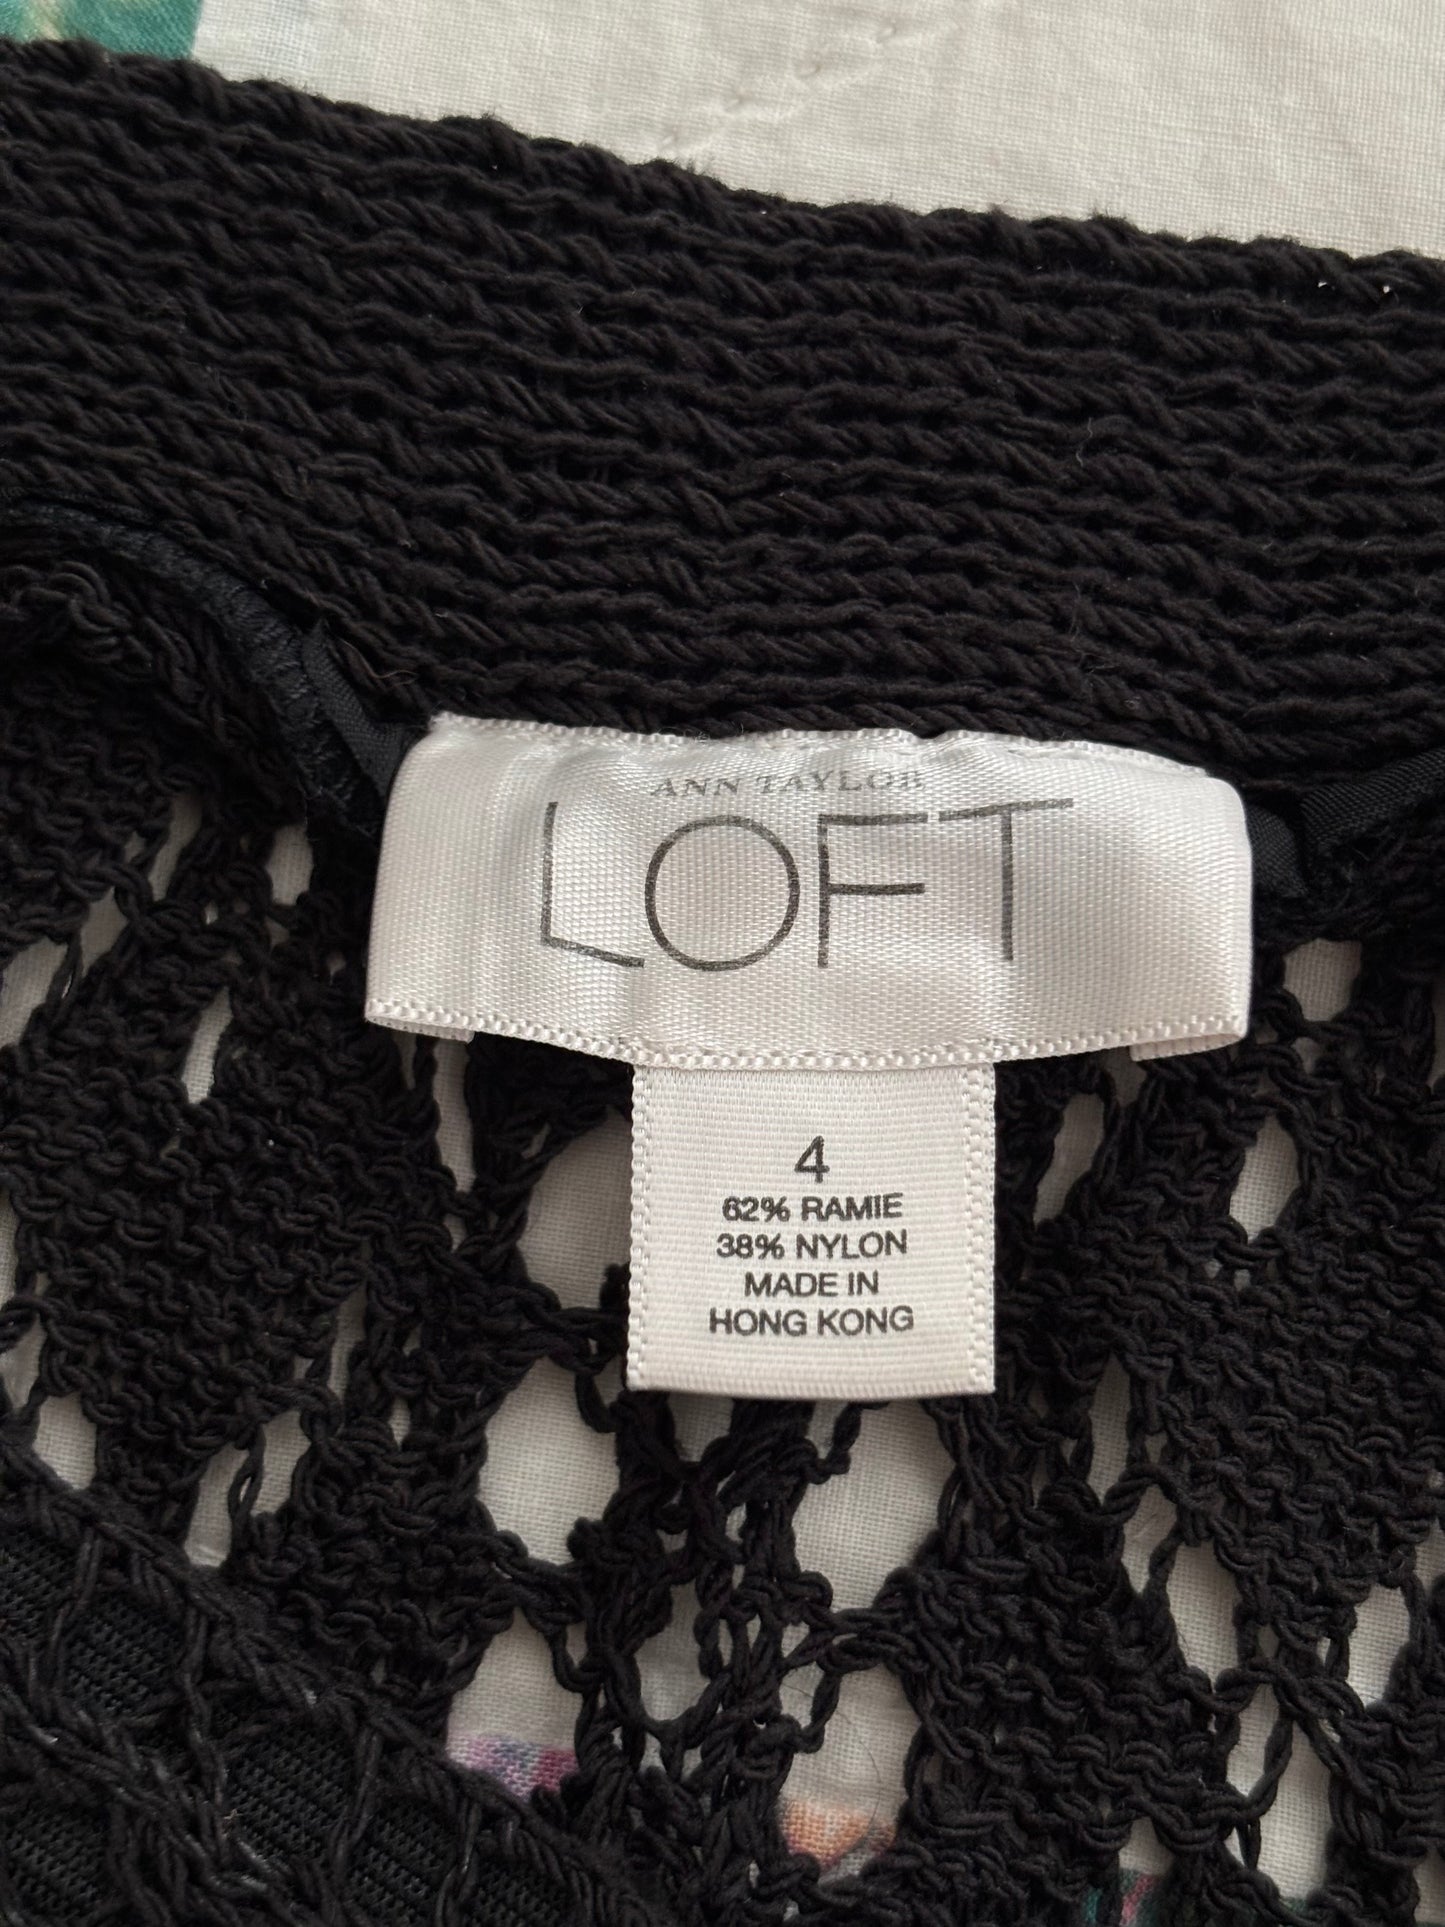 ANN TAYLOR
LOFT
4
62% RAMIE
38% NYLON
MADE IN
HONG KONG